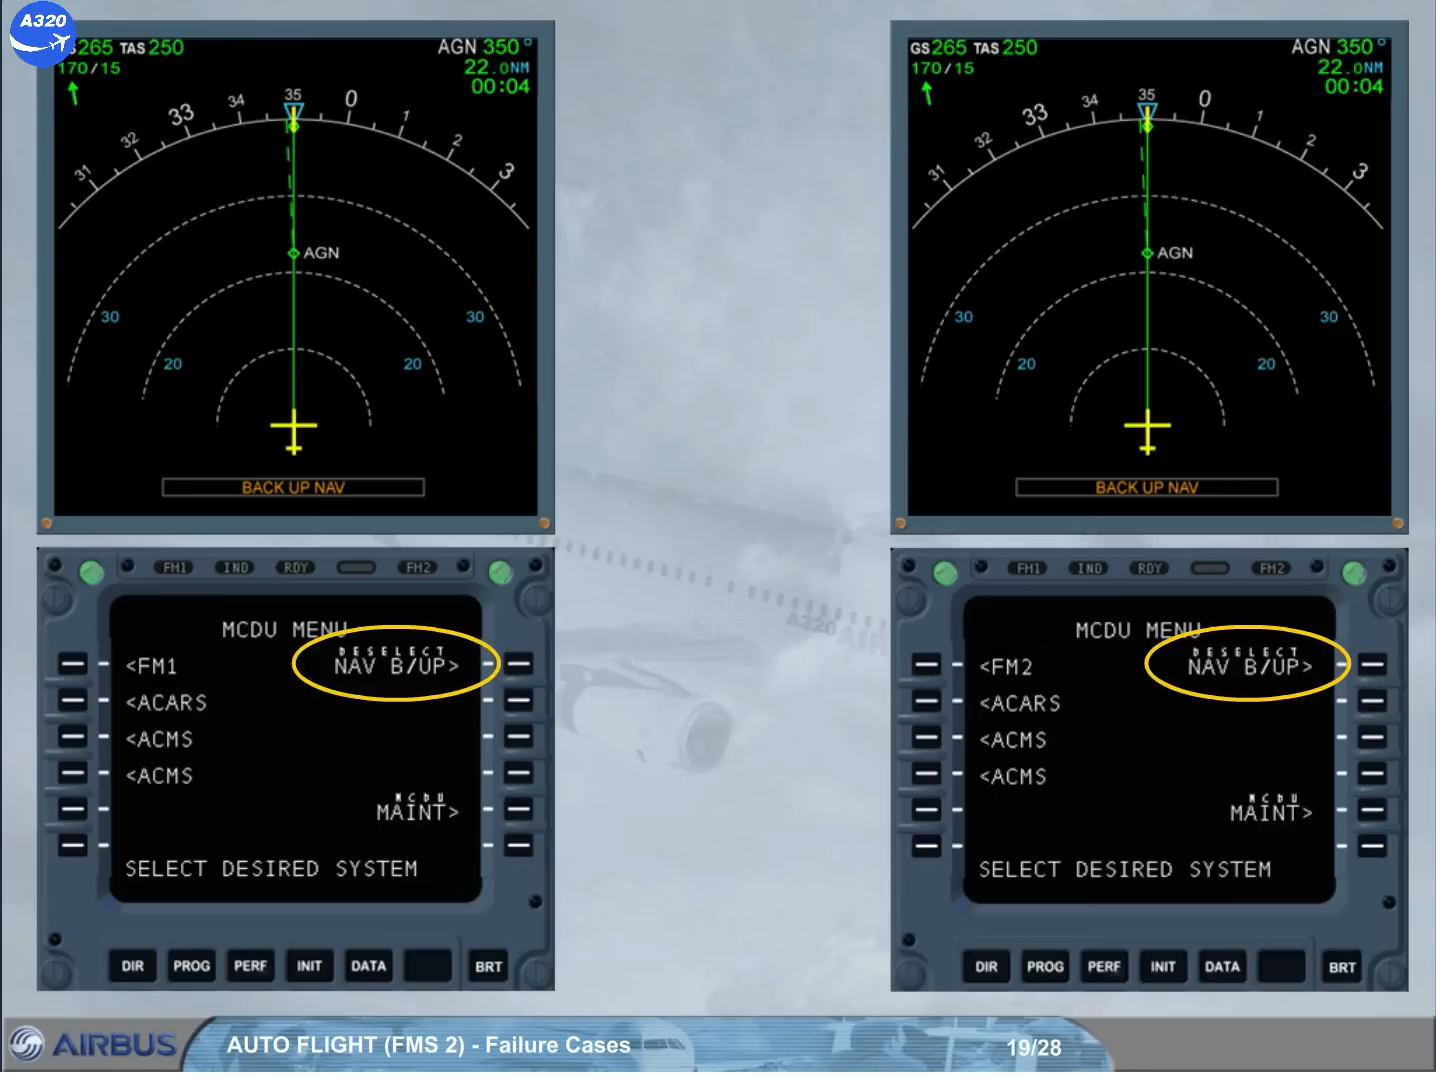 A320
GS265 TAS 250
AGN 350°
170/15
22.0NM
00:04
31 32 33 34 35 0 1 2 3
AGN
30 30
20 20
BACK UP NAV
GS265 TAS 250
AGN 350°
170/15
22.0NM
00:04
31 32 33 34 35 0 1 2 3
AGN
30 30
20 20
BACK UP NAV
FM1 IND RDY FM2
MCDU MENU
DESELECT
<FM1 NAV B/UP>
<ACARS
<ACMS
<ACMS
MCDU
MAINT>
SELECT DESIRED SYSTEM
DIR PROG PERF INIT DATA BRT
FM1 IND RDY FM2
MCDU MENU
DESELECT
<FM2 NAV B/UP>
<ACARS
<ACMS
<ACMS
MCDU
MAINT>
SELECT DESIRED SYSTEM
DIR PROG PERF INIT DATA BRT
A320 AIR
AIRBUS
AUTO FLIGHT (FMS 2) - Failure Cases
19/28